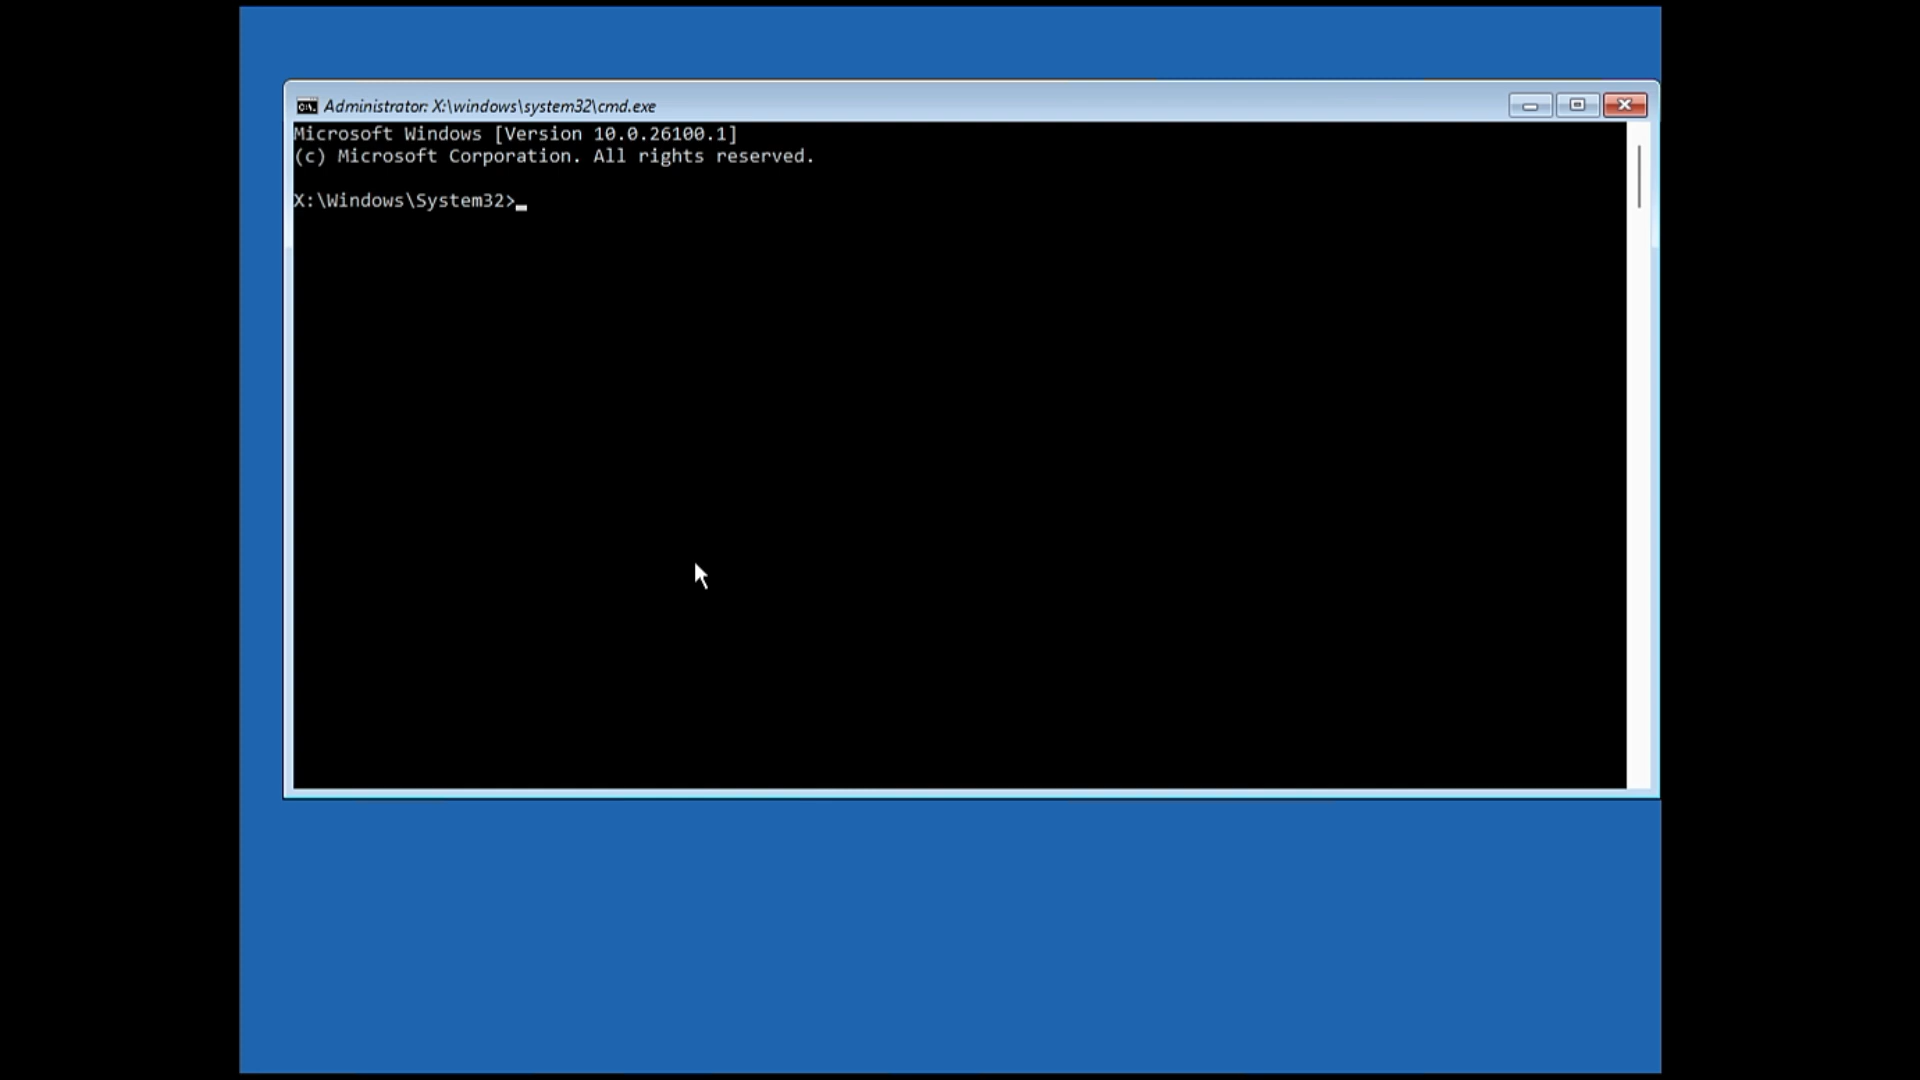 Administrator: X:\windows\system32\cmd.exe
Microsoft Windows [Version 10.0.26100.1]
(c) Microsoft Corporation. All rights reserved.
X:\Windows\System32>